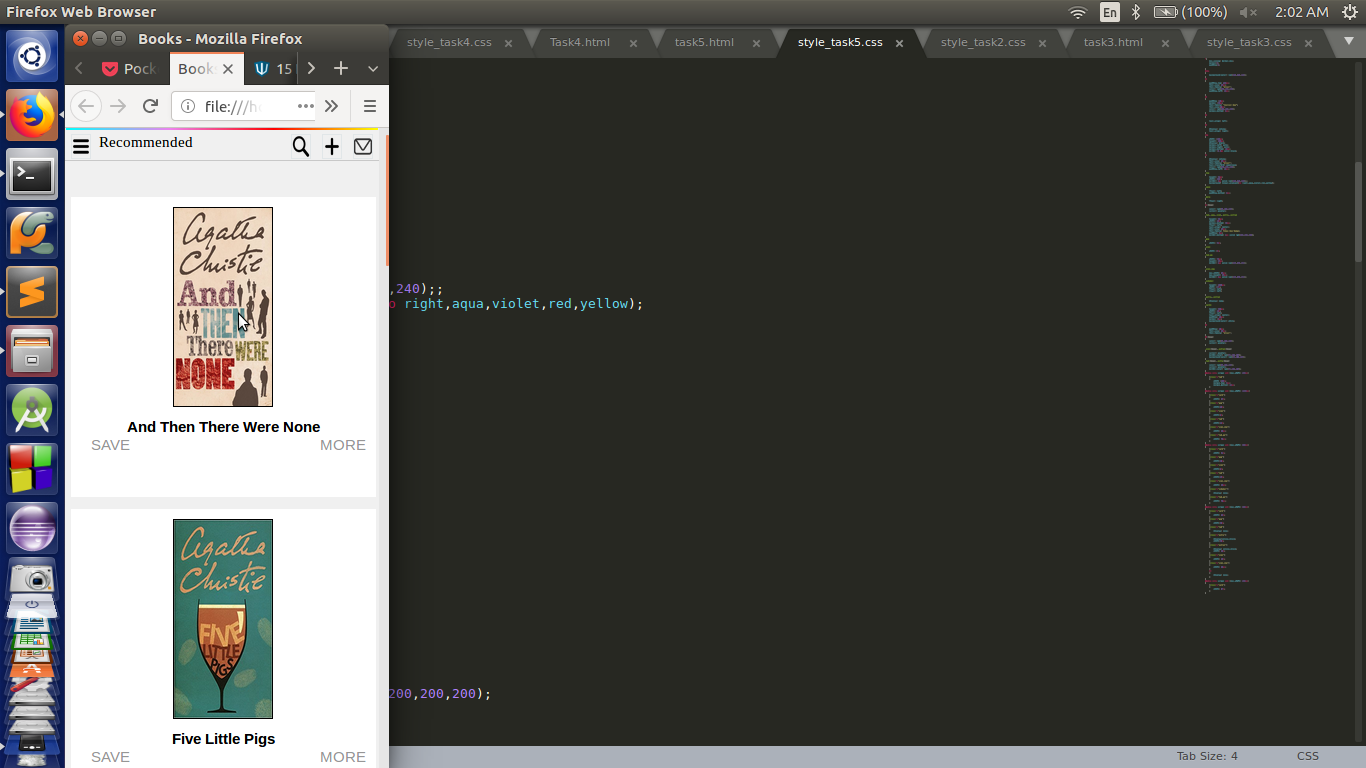 Firefox Web Browser
En
(100%)
2:02 AM
Books - Mozilla Firefox
style_task4.css
Task4.html
task5.html
style_task5.css
style_task2.css
task3.html
style_task3.css
Pock
Book
15
file:///h
Recommended
Agatha
Christie
And
THEN
There WERE
NONE
And Then There Were None
SAVE
MORE
Agatha
Christie
FIVE
LITTLE
PIGS
Five Little Pigs
SAVE
MORE
,240);;
o right,aqua,violet,red,yellow);
200,200,200);
Tab Size: 4
CSS